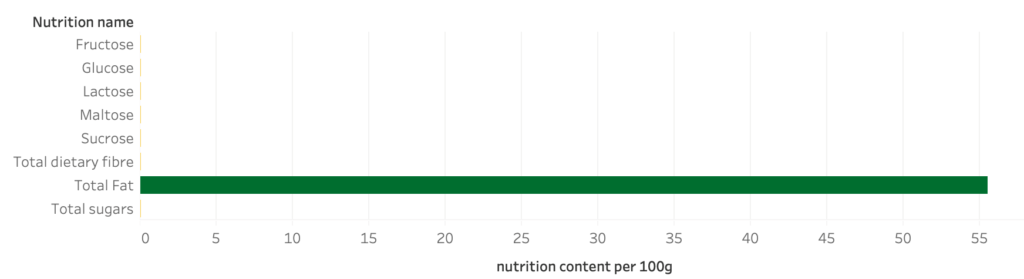 Nutrition name
Fructose
Glucose
Lactose
Maltose
Sucrose
Total dietary fibre
Total Fat
Total sugars
0 5 10 15 20 25 30 35 40 45 50 55
nutrition content per 100g